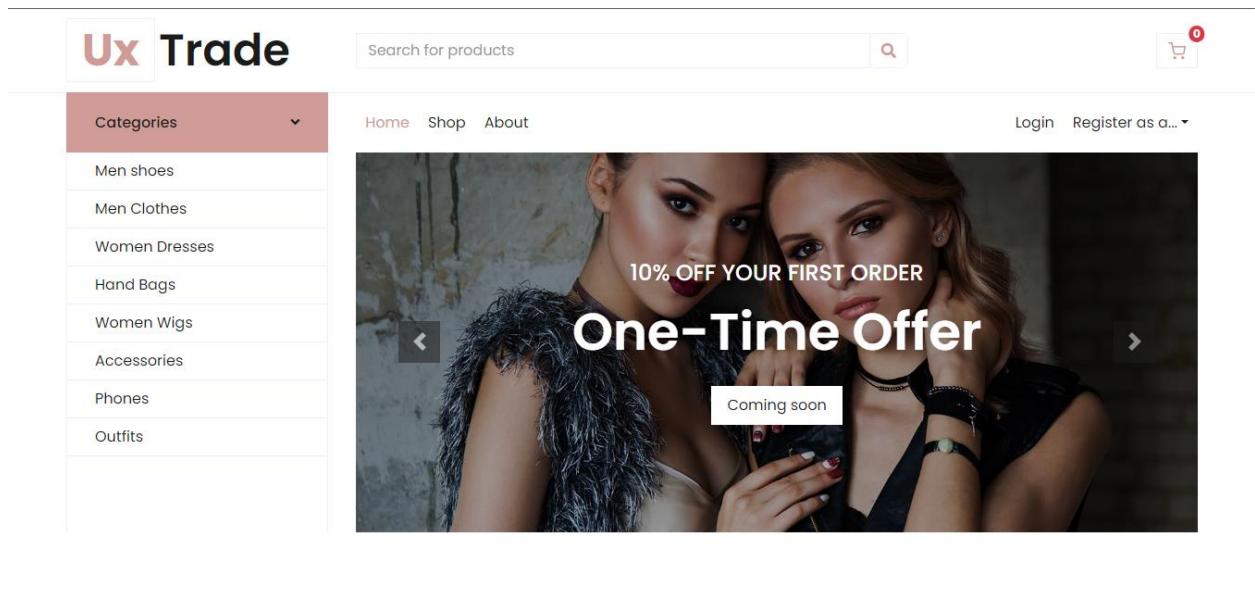 Ux Trade
Search for products
0
Categories
Home Shop About
Login Register as a...
Men shoes
Men Clothes
Women Dresses
Hand Bags
Women Wigs
Accessories
Phones
Outfits
10% OFF YOUR FIRST ORDER
One-Time Offer
Coming soon